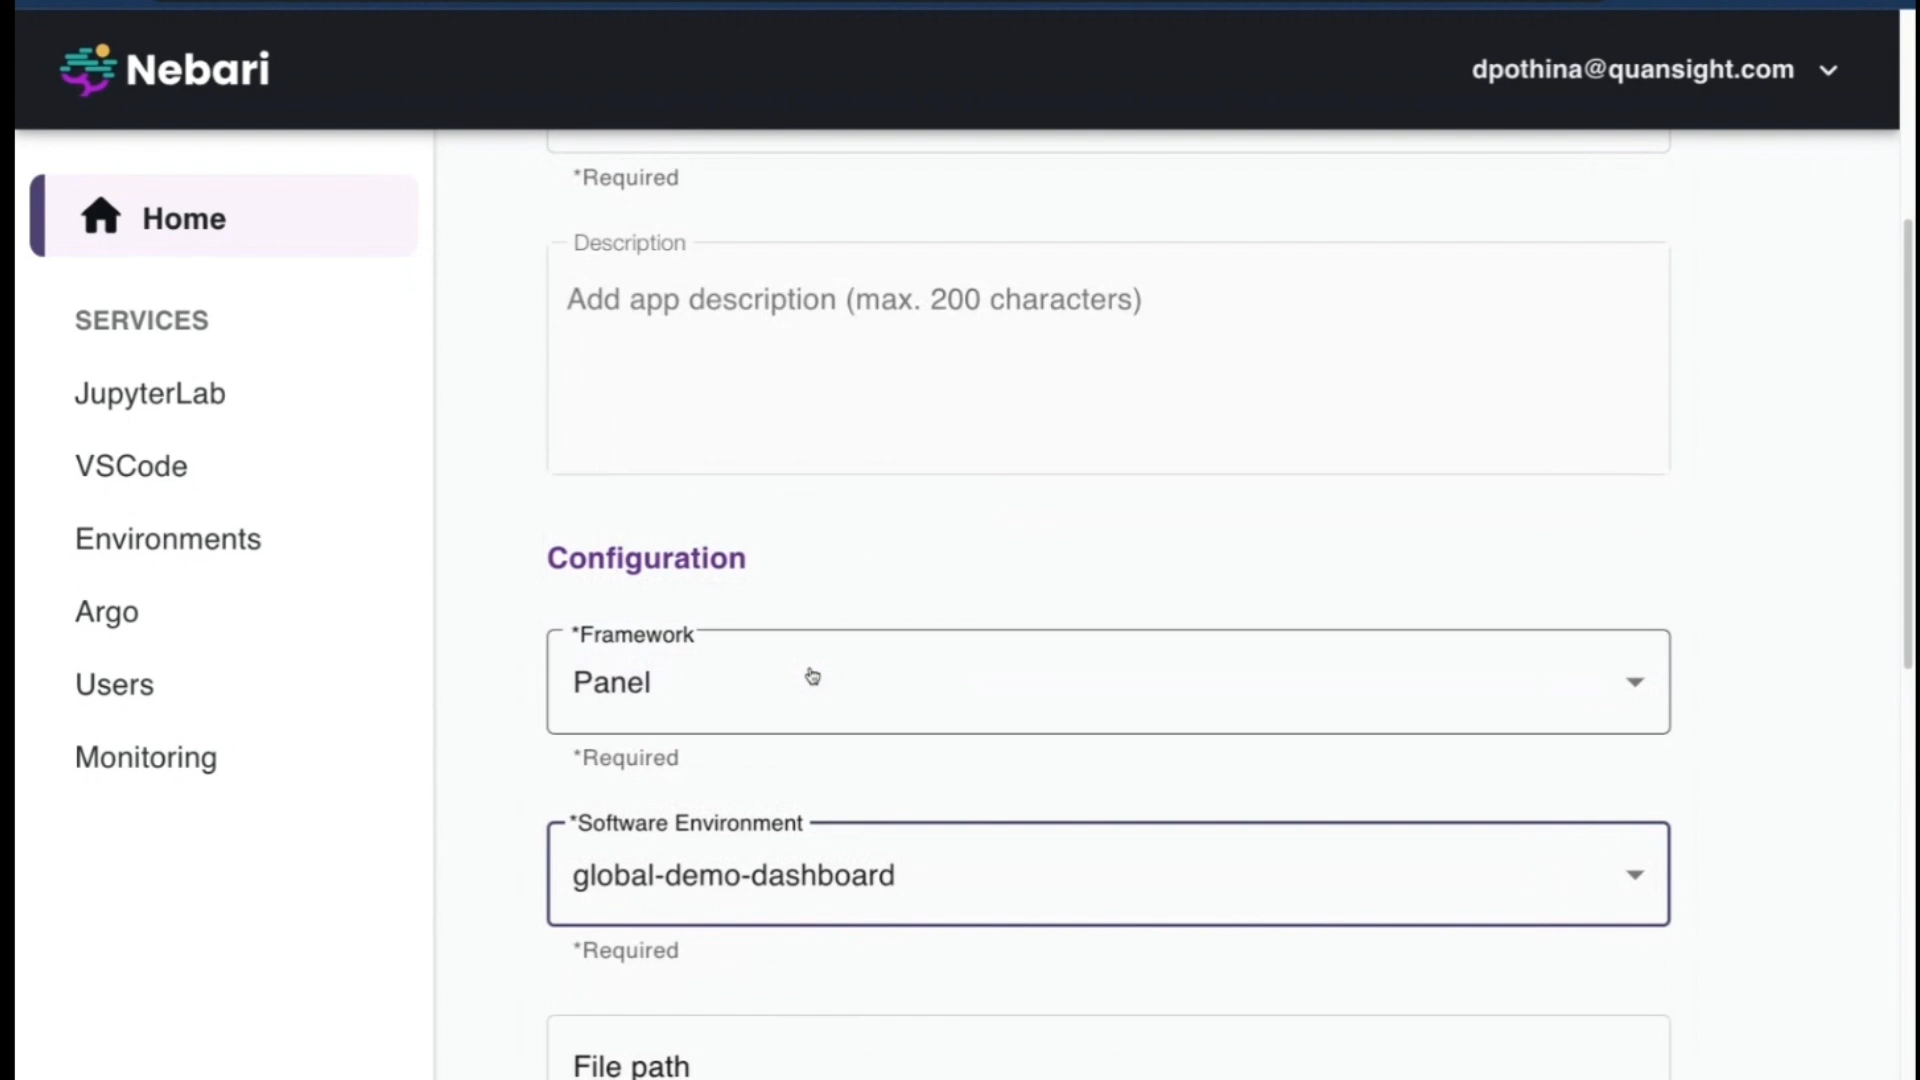 Nebari
dpothina@quansight.com
Home
SERVICES
JupyterLab
VSCode
Environments
Argo
Users
Monitoring
*Required
Description
Add app description (max. 200 characters)
Configuration
*Framework
Panel
*Required
*Software Environment
global-demo-dashboard
*Required
File path